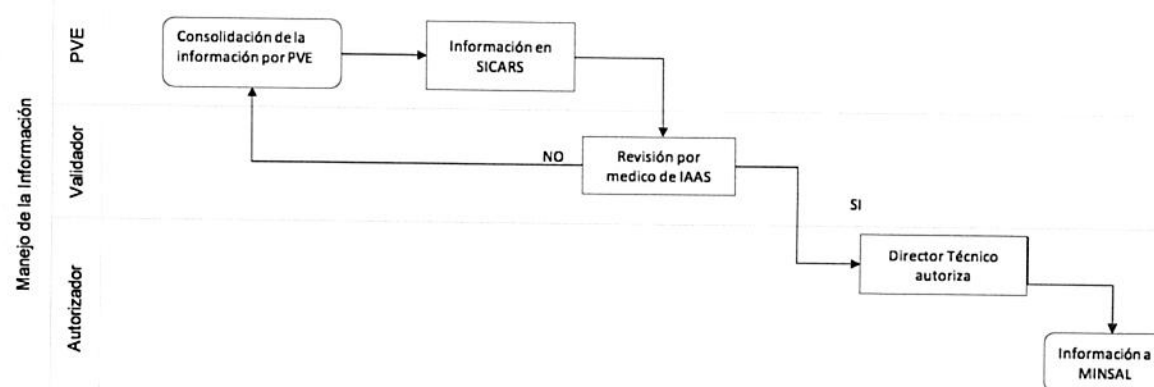 Manejo de la Información
PVE
Consolidación de la
información por PVE
Información en
SICARS
Validador
NO
Revisión por
medico de IAAS
SI
Autorizador
Director Técnico
autoriza
Información a
MINSAL